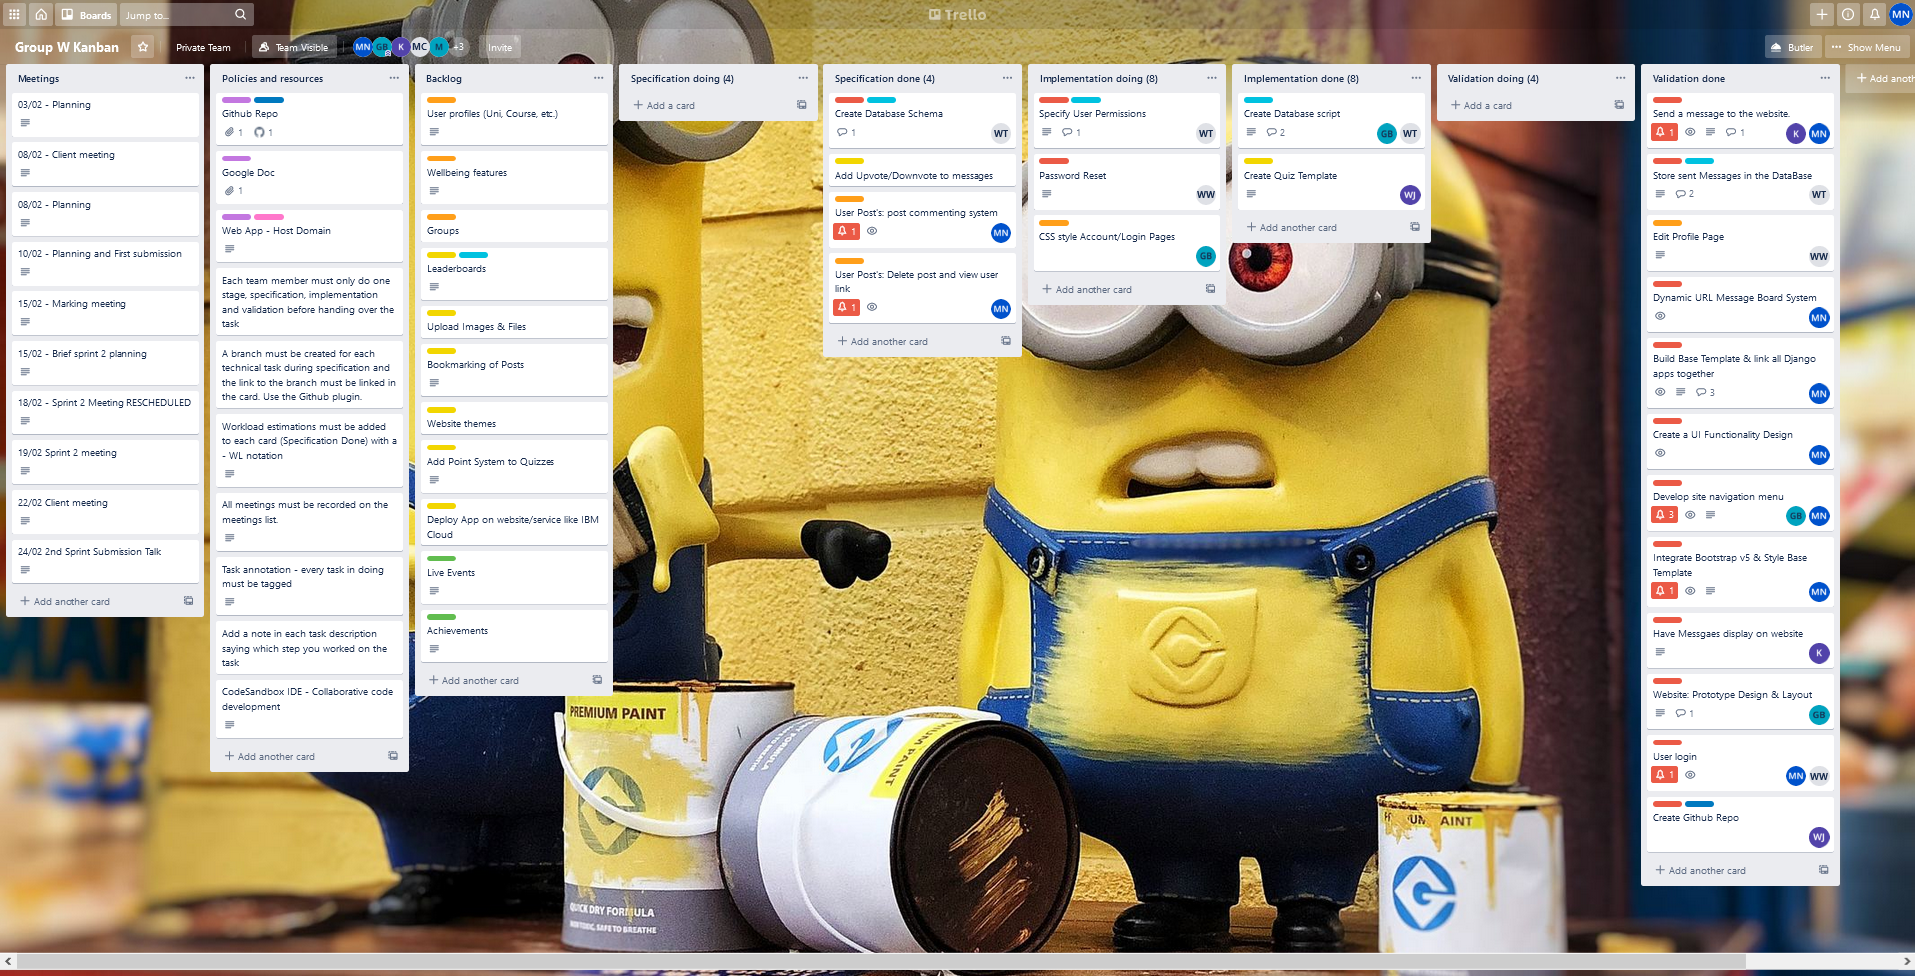 Boards
Jump to...
Trello
MN
Group W Kanban
Private Team
Team Visible
MN
GB
K
MC
M
+3
Invite
Butler
Show Menu
Meetings
03/02 - Planning
08/02 - Client meeting
08/02 - Planning
10/02 - Planning and First submission
15/02 - Marking meeting
15/02 - Brief sprint 2 planning
18/02 - Sprint 2 Meeting RESCHEDULED
19/02 Sprint 2 meeting
22/02 Client meeting
24/02 2nd Sprint Submission Talk
Add another card
Policies and resources
Github Repo
1 1
Google Doc
1
Web App - Host Domain
Each team member must only do one
stage, specification, implementation
and validation before handing over the
task
A branch must be created for each
technical task during specification and
the link to the branch must be linked in
the card. Use the Github plugin.
Workload estimations must be added
to each card (Specification Done) with a
- WL notation
All meetings must be recorded on the
meetings list.
Task annotation - every task in doing
must be tagged
Add a note in each task description
saying which step you worked on the
task
CodeSandbox IDE - Collaborative code
development
Add another card
Backlog
User profiles (Uni, Course, etc.)
Wellbeing features
Groups
Leaderboards
Upload Images & Files
Bookmarking of Posts
Website themes
Add Point System to Quizzes
Deploy App on website/service like IBM
Cloud
Live Events
Achievements
Add another card
Specification doing (4)
Add a card
Specification done (4)
Create Database Schema
1
WT
Add Upvote/Downvote to messages
User Post's: post commenting system
1
MN
User Post's: Delete post and view user
link
1
MN
Add another card
Implementation doing (8)
Specify User Permissions
1
WT
Password Reset
WW
CSS style Account/Login Pages
GB
Add another card
Implementation done (8)
Create Database script
2
GB
WT
Create Quiz Template
WJ
Add another card
Validation doing (4)
Add a card
Validation done
Send a message to the website.
1 1
K
MN
Store sent Messages in the DataBase
2
WT
Edit Profile Page
WW
Dynamic URL Message Board System
MN
Build Base Template & link all Django
apps together
3
MN
Create a UI Functionality Design
MN
Develop site navigation menu
3
GB
MN
Integrate Bootstrap v5 & Style Base
Template
1
MN
Have Messgaes display on website
K
Website: Prototype Design & Layout
1
GB
User login
1
MN
WW
Create Github Repo
WJ
Add another card
Add anoth
PREMIUM PAINT
QUICK DRY FORMULA
NON TOXIC, SAFE TO BREATHE
UM PAINT